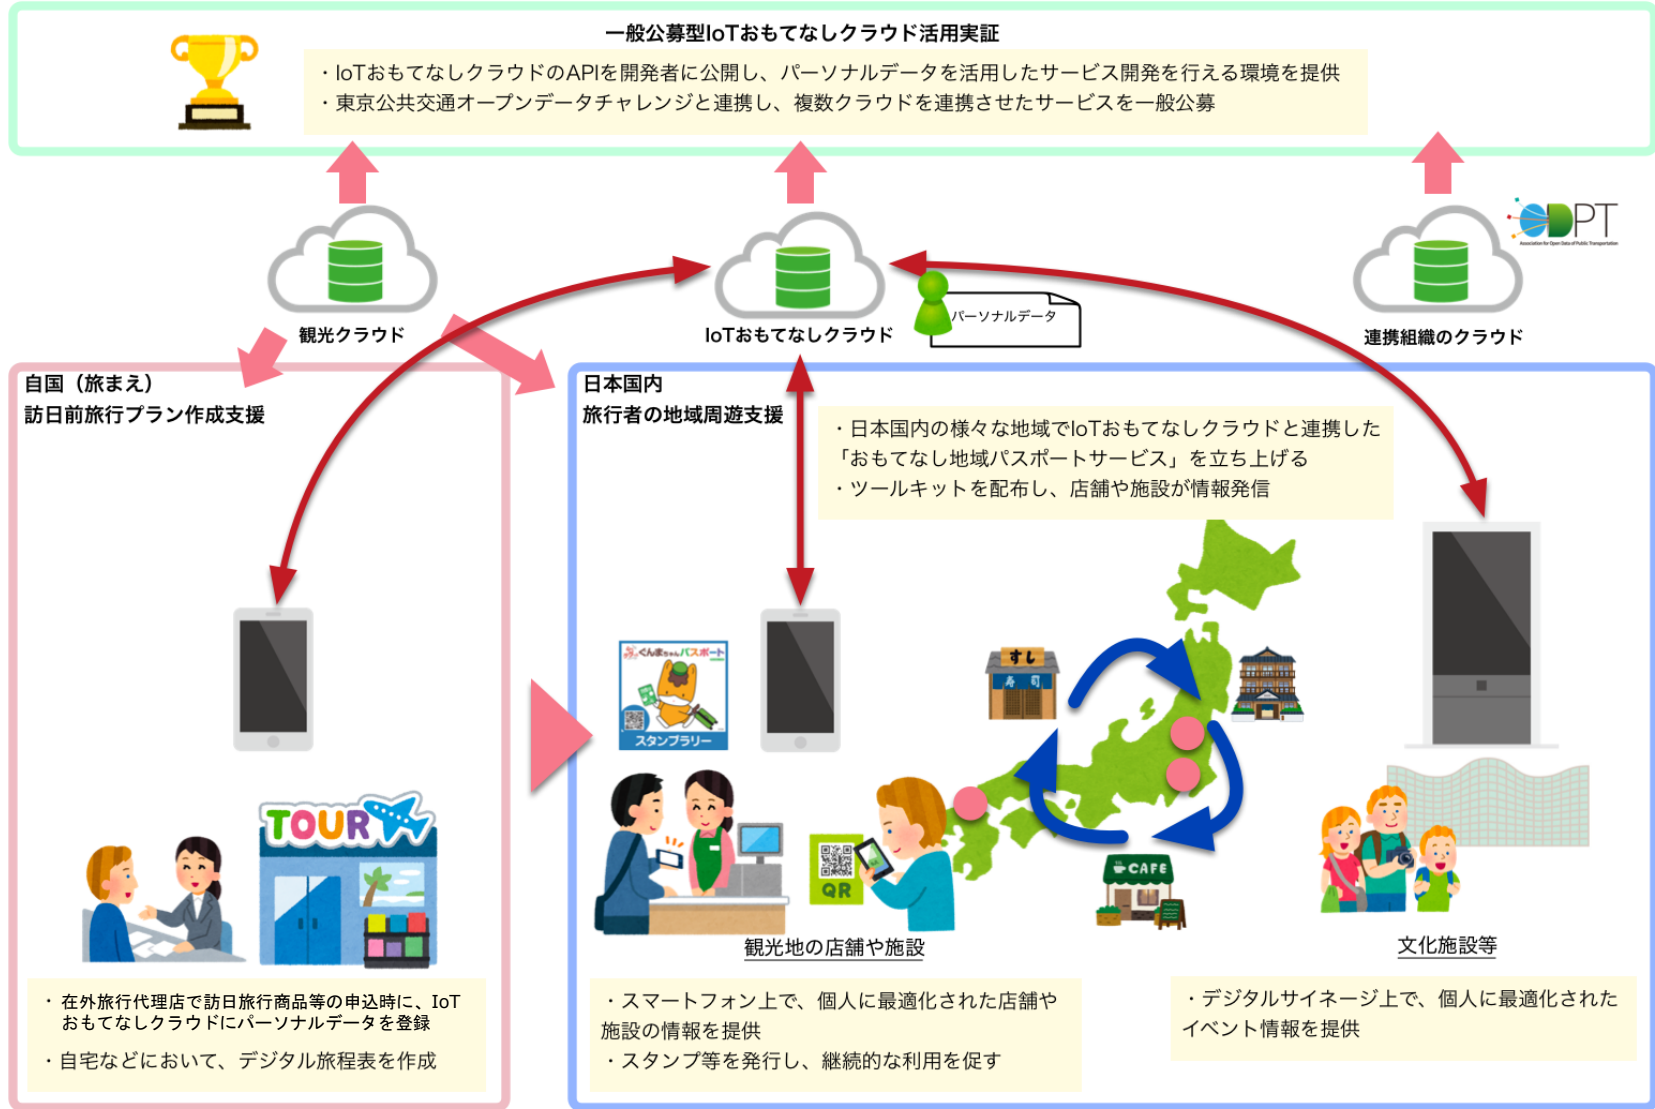 一般公募型IoTおもてなしクラウド活用実証
・IoTおもてなしクラウドのAPIを開発者に公開し、パーソナルデータを活用したサービス開発を行える環境を提供
・東京公共交通オープンデータチャレンジと連携し、複数クラウドを連携させたサービスを一般公募
ODPT
Association for Open Data of Public Transportation
観光クラウド
IoTおもてなしクラウド
パーソナルデータ
連携組織のクラウド
自国（旅まえ）
訪日前旅行プラン作成支援
TOUR
・在外旅行代理店で訪日旅行商品等の申込時に、IoT
おもてなしクラウドにパーソナルデータを登録
・自宅などにおいて、デジタル旅程表を作成
日本国内
旅行者の地域周遊支援
・日本国内の様々な地域でIoTおもてなしクラウドと連携した
「おもてなし地域パスポートサービス」を立ち上げる
・ツールキットを配布し、店舗や施設が情報発信
ぐんまちゃんパスポート
スタンプラリー
すし
寿司
QR
CAFE
観光地の店舗や施設
文化施設等
・スマートフォン上で、個人に最適化された店舗や
施設の情報を提供
・スタンプ等を発行し、継続的な利用を促す
・デジタルサイネージ上で、個人に最適化された
イベント情報を提供